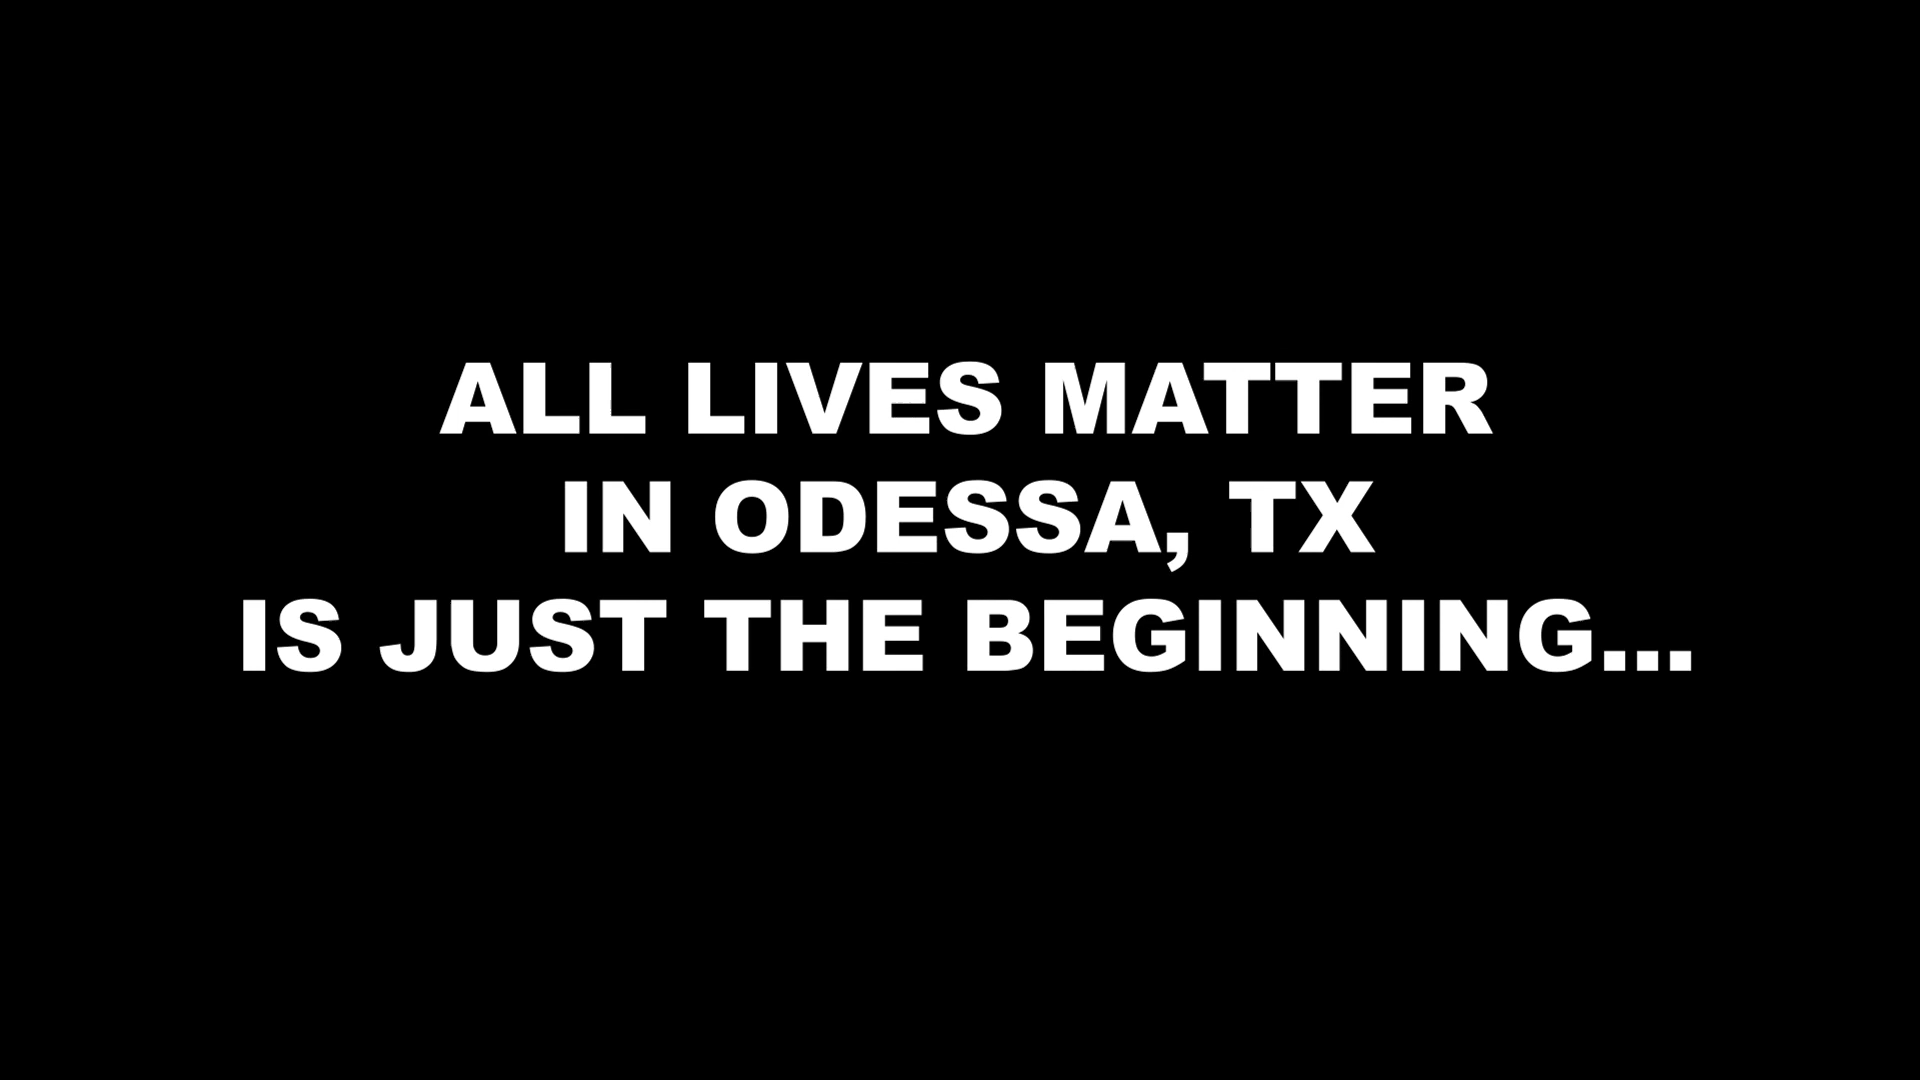 ALL LIVES MATTER
IN ODESSA, TX
IS JUST THE BEGINNING...